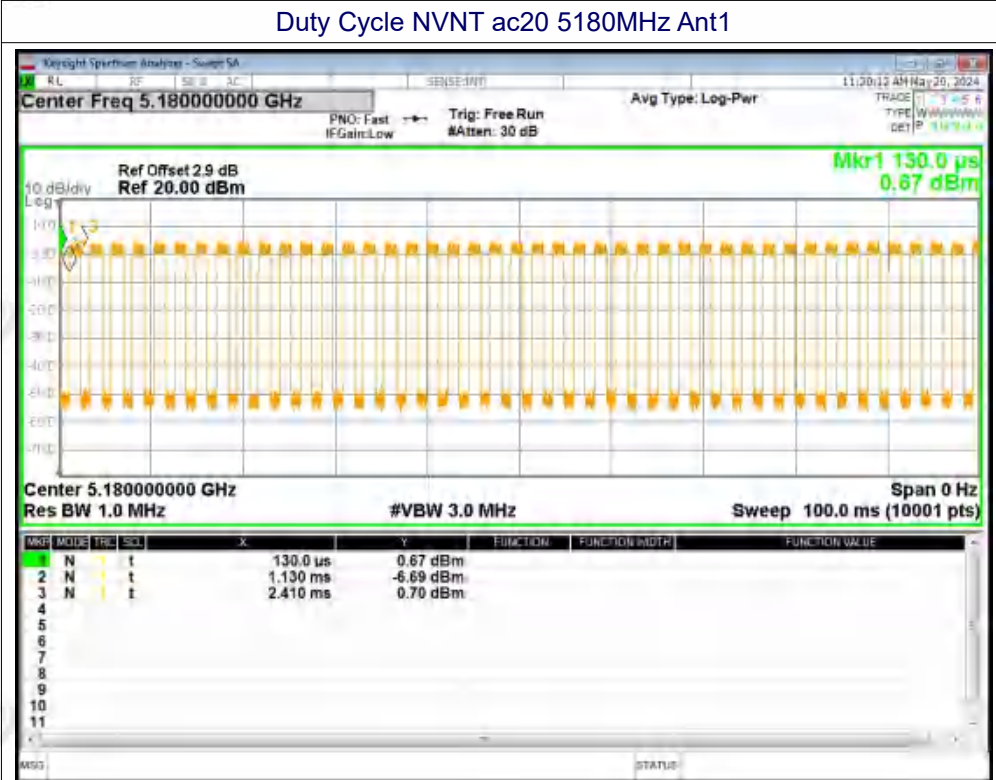 Duty Cycle NVNT ac20 5180MHz Ant1
Keysight Spectrum Analyzer - Swept SA
RL RF 50 Ω AC SENSE:INT 11:20:12 AM May 20, 2024
Center Freq 5.180000000 GHz
PNO: Fast
IFGain:Low
Trig: Free Run
#Atten: 30 dB
Avg Type: Log-Pwr
TRACE
TYPE
DET
Mkr1 130.0 µs
0.67 dBm
Ref Offset 2.9 dB
10 dB/div Ref 20.00 dBm
Log
Center 5.180000000 GHz Span 0 Hz
Res BW 1.0 MHz #VBW 3.0 MHz Sweep 100.0 ms (10001 pts)
MKR MODE TRC SCL X Y FUNCTION FUNCTION WIDTH FUNCTION VALUE
1 N 1 t 130.0 µs 0.67 dBm
2 N 1 t 1.130 ms -6.69 dBm
3 N 1 t 2.410 ms 0.70 dBm
4
5
6
7
8
9
10
11
MSG STATUS